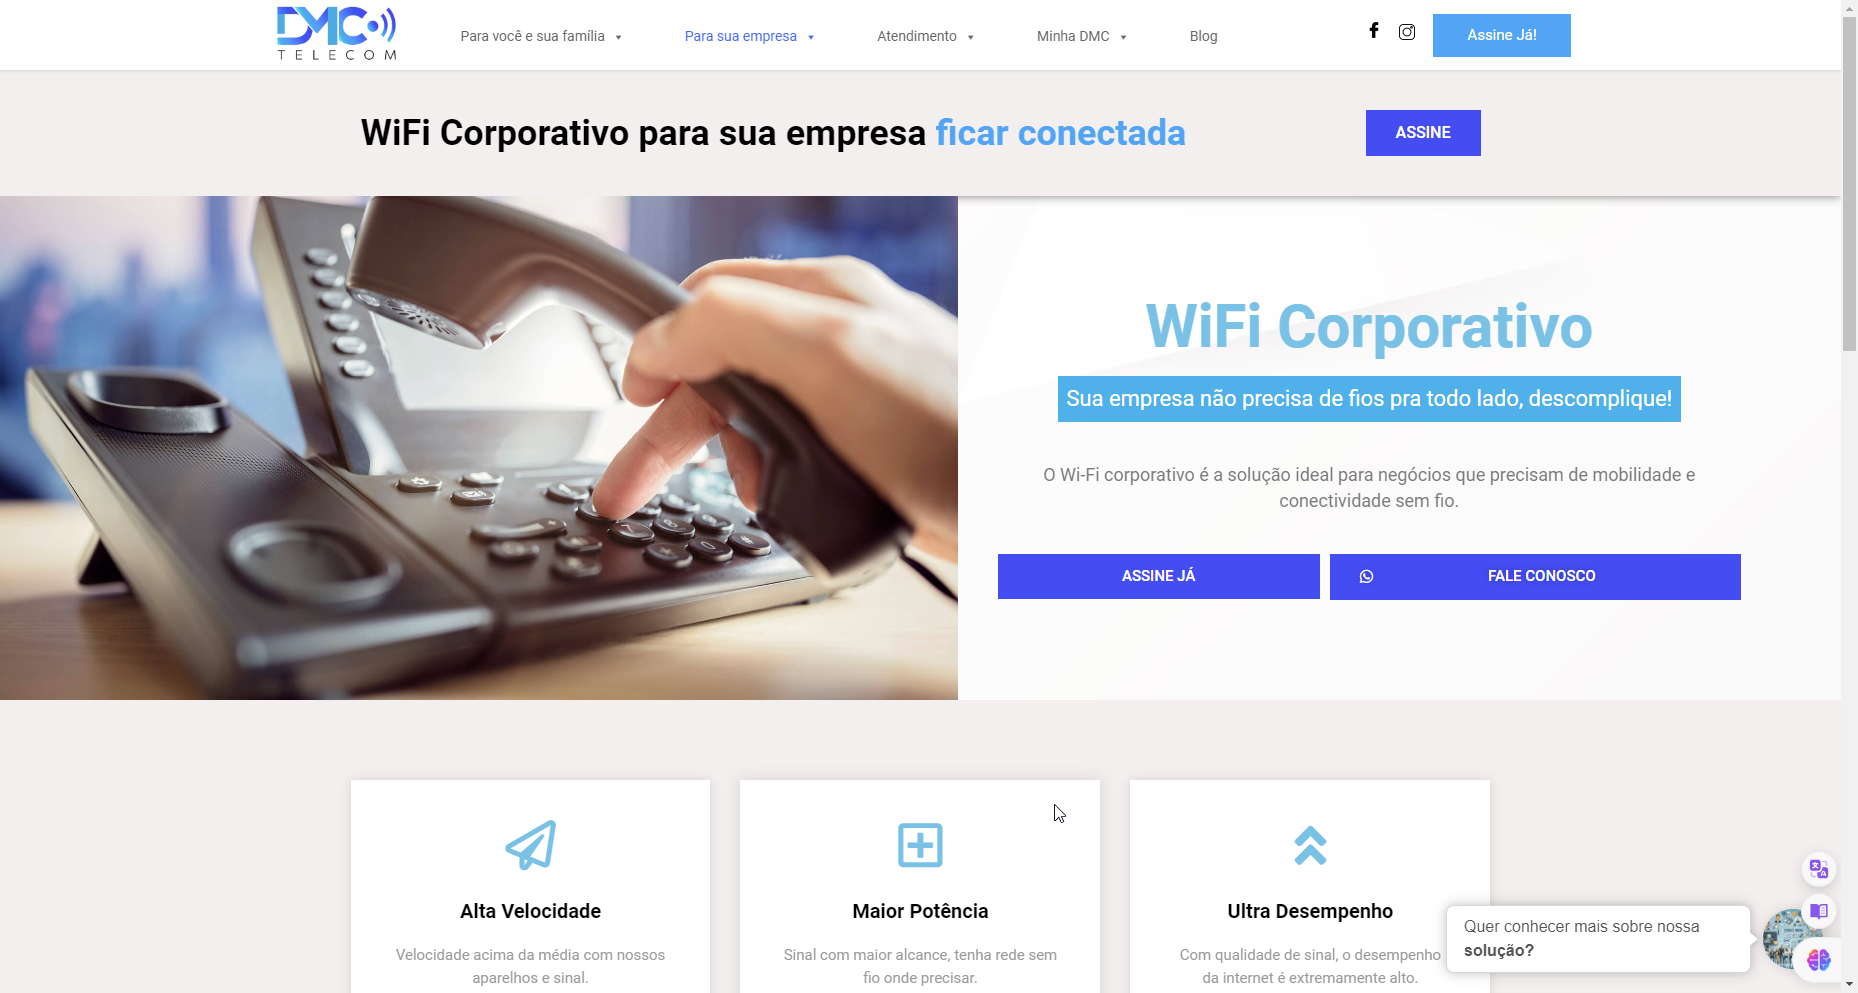 DMC
TELECOM
Para você e sua família
Para sua empresa
Atendimento
Minha DMC
Blog
Assine Já!
WiFi Corporativo para sua empresa ficar conectada
ASSINE
WiFi Corporativo
Sua empresa não precisa de fios pra todo lado, descomplique!
O Wi-Fi corporativo é a solução ideal para negócios que precisam de mobilidade e
conectividade sem fio.
ASSINE JÁ
FALE CONOSCO
Alta Velocidade
Velocidade acima da média com nossos
aparelhos e sinal.
Maior Potência
Sinal com maior alcance, tenha rede sem
fio onde precisar.
Ultra Desempenho
Com qualidade de sinal, o desempenho
da internet é extremamente alto.
Quer conhecer mais sobre nossa
solução?